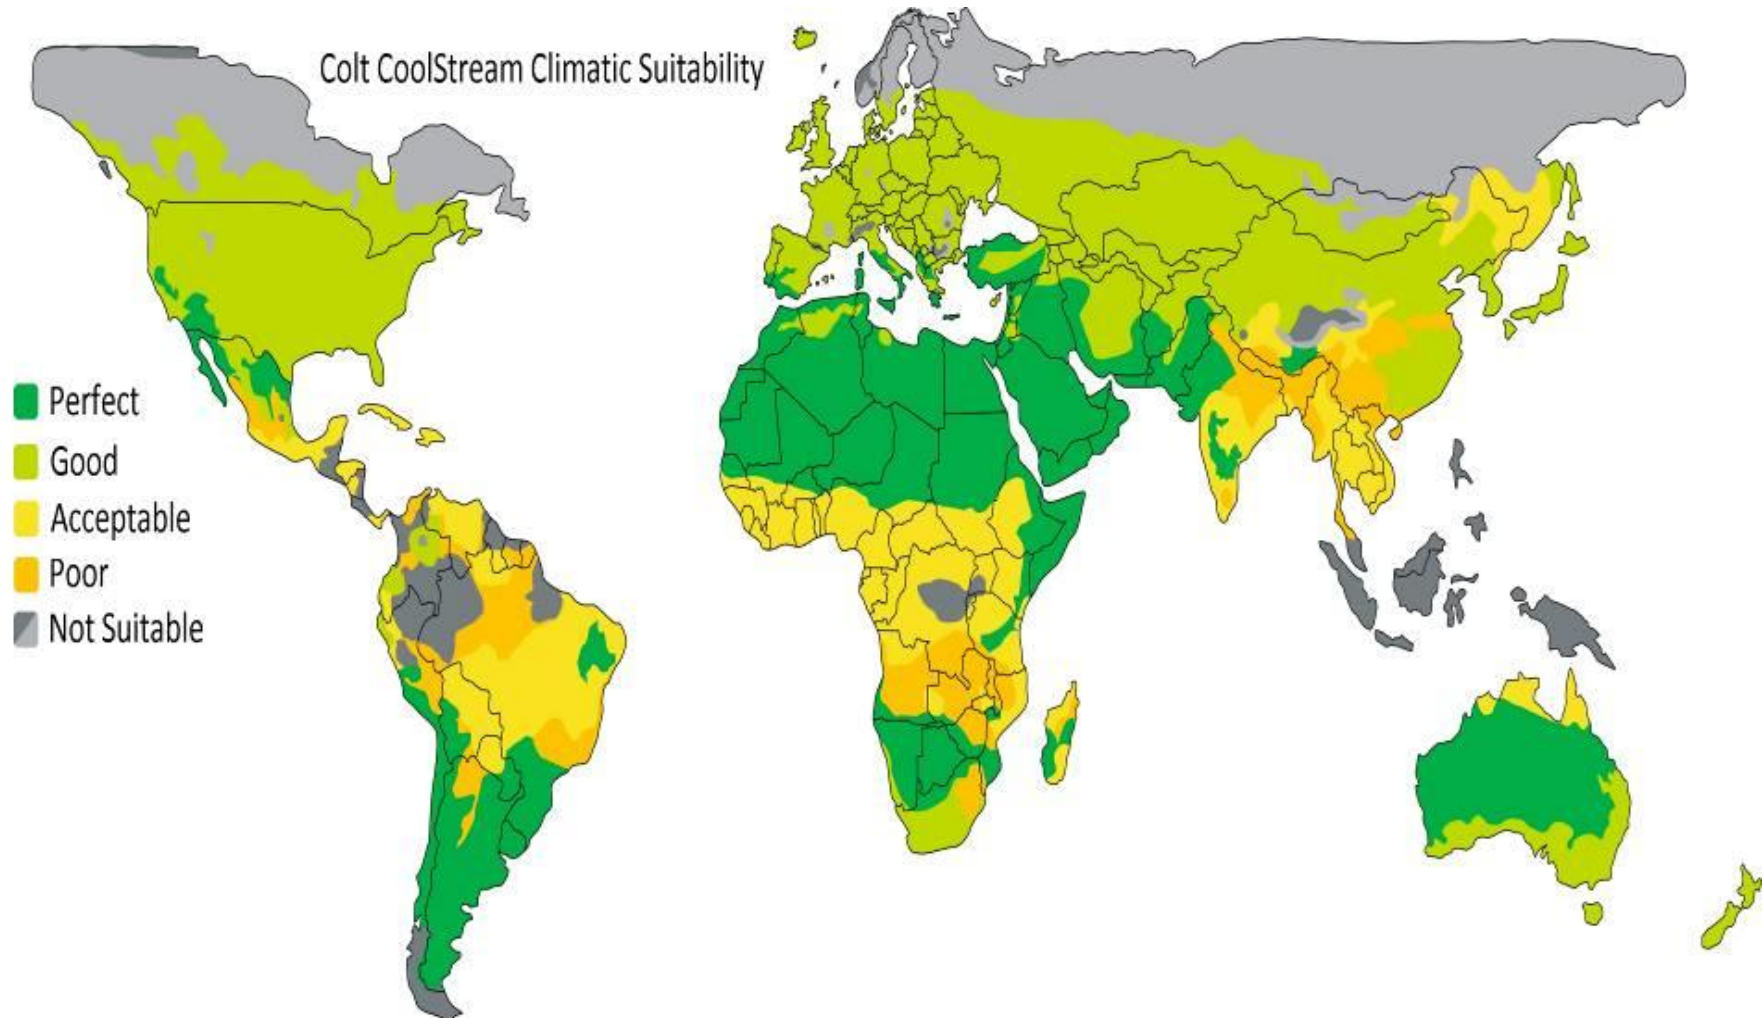 Colt CoolStream Climatic Suitability
Perfect
Good
Acceptable
Poor
Not Suitable